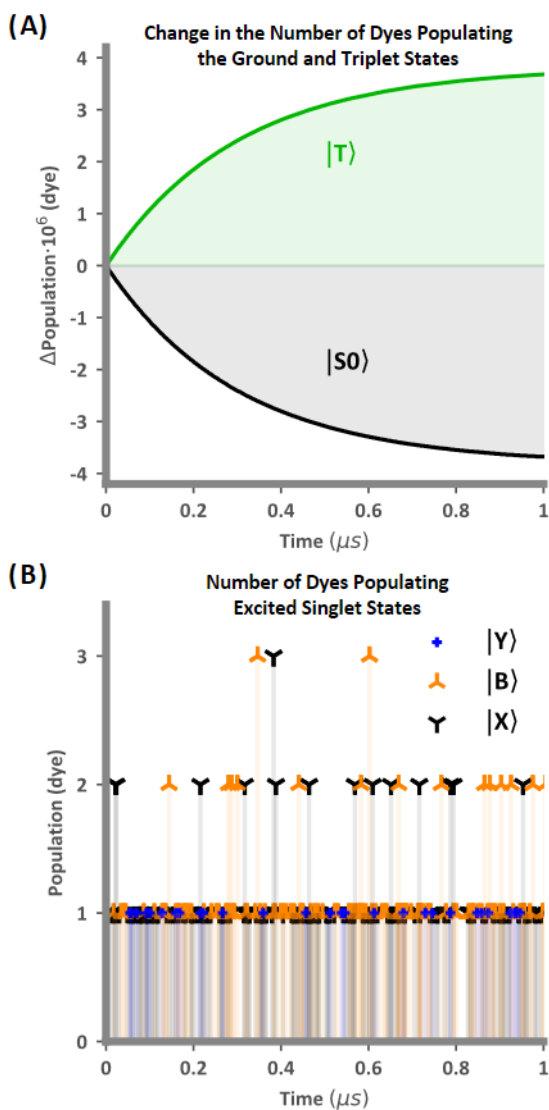 (A)
Change in the Number of Dyes Populating
the Ground and Triplet States
ΔPopulation·10⁶ (dye)
4
3
2
1
0
-1
-2
-3
-4
|T⟩
|S0⟩
0 0.2 0.4 0.6 0.8 1
Time (μs)
(B)
Number of Dyes Populating
Excited Singlet States
Population (dye)
3
2
1
0
|Y⟩
|B⟩
|X⟩
0 0.2 0.4 0.6 0.8 1
Time (μs)